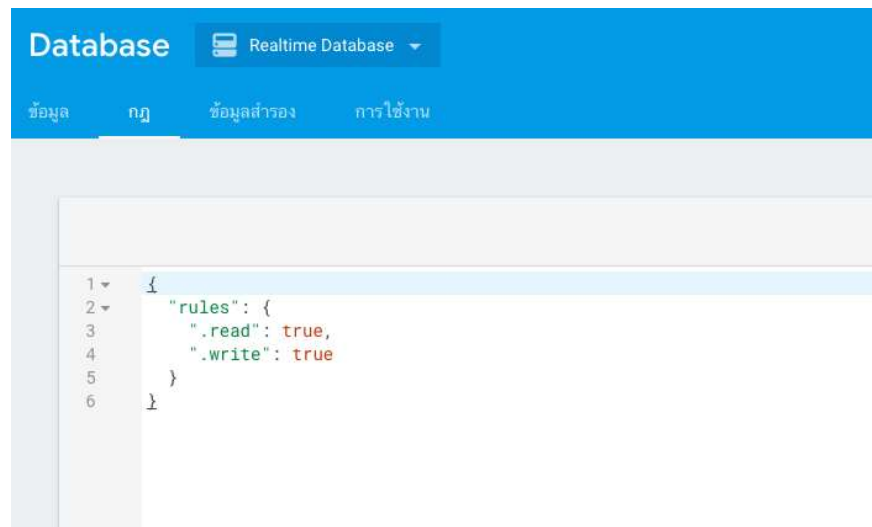 Database Realtime Database
ข้อมูล กฎ ข้อมูลสำรอง การใช้งาน
1 {
2 "rules": {
3 ".read": true,
4 ".write": true
5 }
6 }